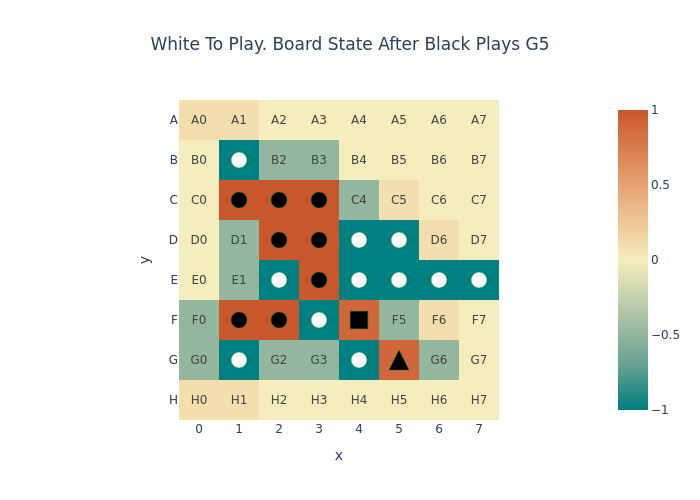 White To Play. Board State After Black Plays G5
A A0 A1 A2 A3 A4 A5 A6 A7
B B0 B2 B3 B4 B5 B6 B7
C C0 C4 C5 C6 C7
D D0 D1 D6 D7
E E0 E1
F F0 F5 F6 F7
G G0 G2 G3 G6 G7
H H0 H1 H2 H3 H4 H5 H6 H7
0 1 2 3 4 5 6 7
x
y
1
0.5
0
−0.5
−1